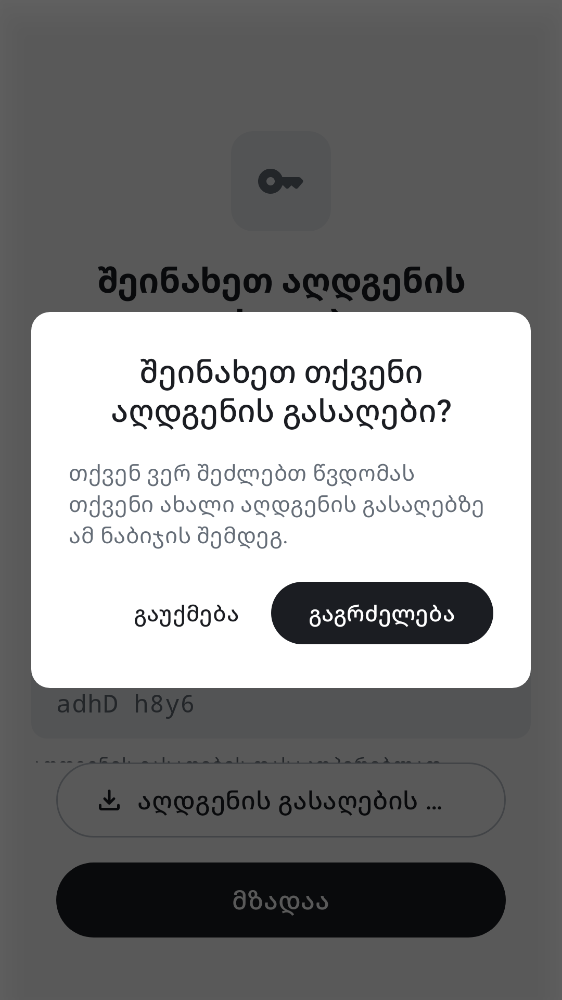 შეინახეთ აღდგენის
შეინახეთ თქვენი
აღდგენის გასაღები?
თქვენ ვერ შეძლებთ წვდომას
თქვენი ახალი აღდგენის გასაღებზე
ამ ნაბიჯის შემდეგ.
გაუქმება
გაგრძელება
adhD h8y6
აღდგენის გასაღების ...
მზადაა